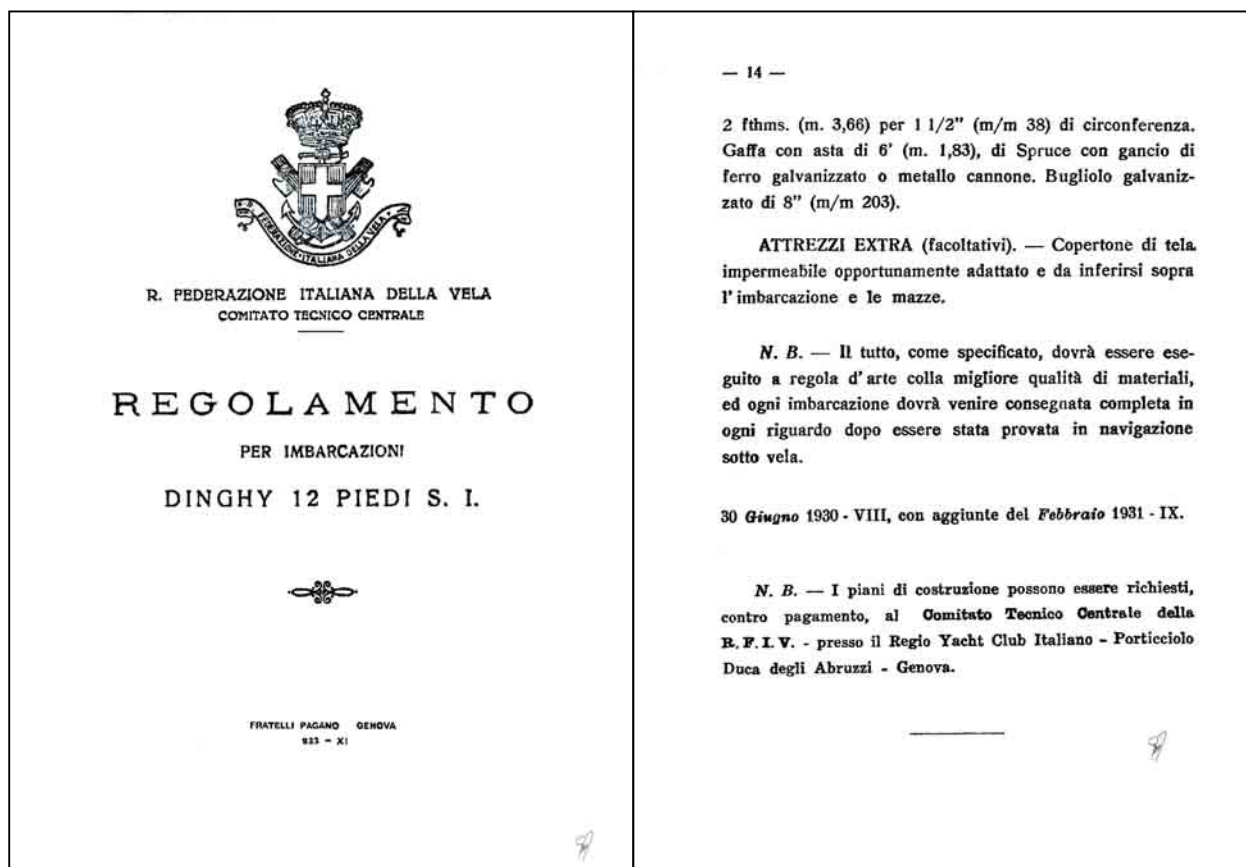 FEDERAZIONE·ITALIANA DELLA VELA
R. FEDERAZIONE ITALIANA DELLA VELA
COMITATO TECNICO CENTRALE
REGOLAMENTO
PER IMBARCAZIONI
DINGHY 12 PIEDI S. I.
FRATELLI PAGANO GENOVA
933 - XI
— 14 —
2 fthms. (m. 3,66) per 1 1/2” (m/m 38) di circonferenza.
Gaffa con asta di 6’ (m. 1,83), di Spruce con gancio di
ferro galvanizzato o metallo cannone. Bugliolo galvaniz-
zato di 8” (m/m 203).
ATTREZZI EXTRA (facoltativi). — Copertone di tela
impermeabile opportunamente adattato e da inferirsi sopra
l’imbarcazione e le mazze.
N. B. — Il tutto, come specificato, dovrà essere ese-
guito a regola d’arte colla migliore qualità di materiali,
ed ogni imbarcazione dovrà venire consegnata completa in
ogni riguardo dopo essere stata provata in navigazione
sotto vela.
30 Giugno 1930 - VIII, con aggiunte del Febbraio 1931 - IX.
N. B. — I piani di costruzione possono essere richiesti,
contro pagamento, al Comitato Tecnico Centrale della
R. F. I. V. - presso il Regio Yacht Club Italiano - Porticciolo
Duca degli Abruzzi - Genova.